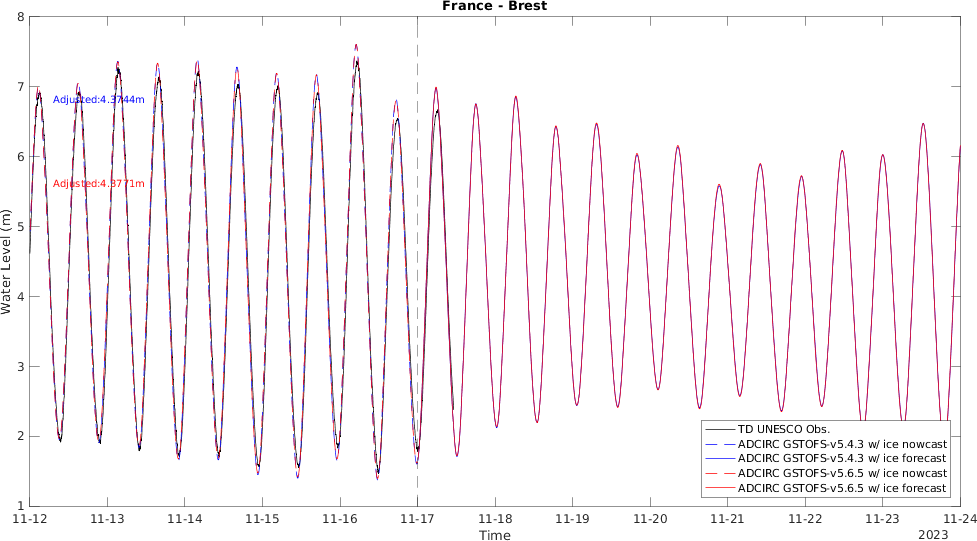 France - Brest
8
7
6
5
4
3
2
1
Water Level (m)
Adjusted:4.3744m
Adjusted:4.3771m
TD UNESCO Obs.
ADCIRC GSTOFS-v5.4.3 w/ ice nowcast
ADCIRC GSTOFS-v5.4.3 w/ ice forecast
ADCIRC GSTOFS-v5.6.5 w/ ice nowcast
ADCIRC GSTOFS-v5.6.5 w/ ice forecast
11-12 11-13 11-14 11-15 11-16 11-17 11-18 11-19 11-20 11-21 11-22 11-23 11-24
Time
2023